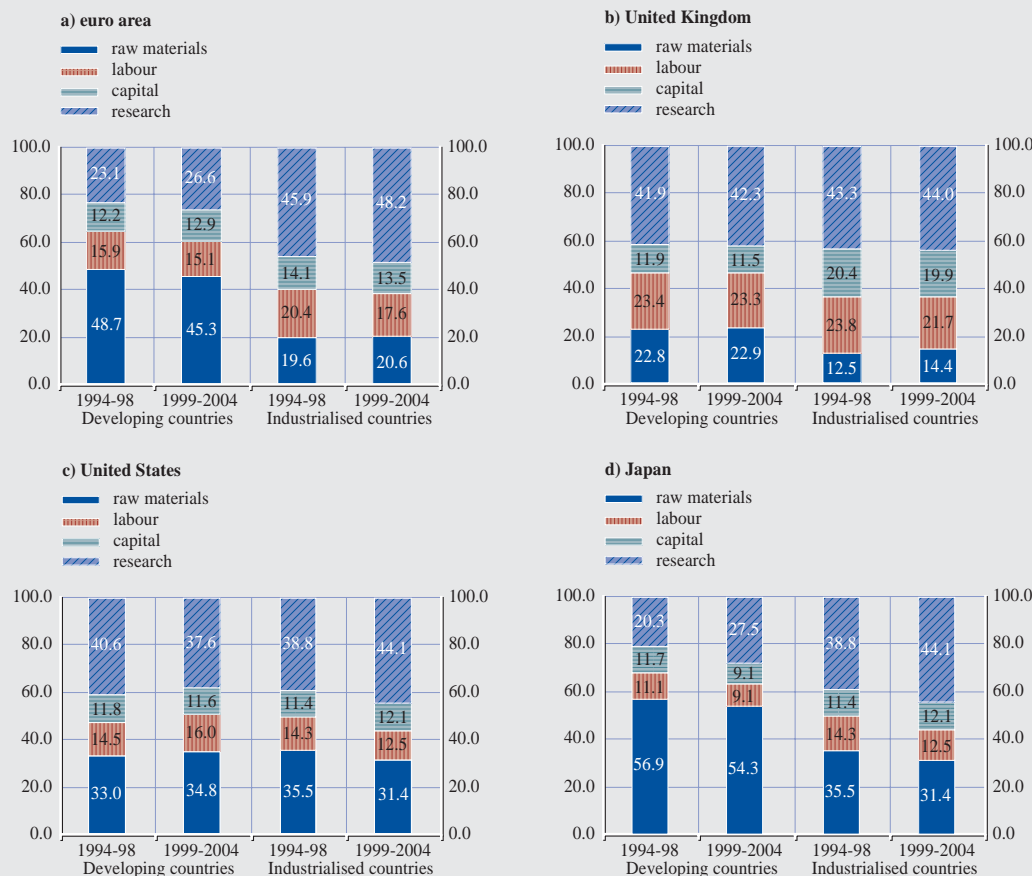 a) euro area
raw materials
labour
capital
research
100.0
80.0
60.0
40.0
20.0
0.0
23.1 26.6 45.9 48.2
12.2 12.9 14.1 13.5
15.9 15.1 20.4 17.6
48.7 45.3 19.6 20.6
100.0
80.0
60.0
40.0
20.0
0.0
1994-98 1999-2004 1994-98 1999-2004
Developing countries Industrialised countries
b) United Kingdom
raw materials
labour
capital
research
100.0
80.0
60.0
40.0
20.0
0.0
41.9 42.3 43.3 44.0
11.9 11.5 20.4 19.9
23.4 23.3 23.8 21.7
22.8 22.9 12.5 14.4
100.0
80.0
60.0
40.0
20.0
0.0
1994-98 1999-2004 1994-98 1999-2004
Developing countries Industrialised countries
c) United States
raw materials
labour
capital
research
100.0
80.0
60.0
40.0
20.0
0.0
40.6 37.6 38.8 44.1
11.8 11.6 11.4 12.1
14.5 16.0 14.3 12.5
33.0 34.8 35.5 31.4
100.0
80.0
60.0
40.0
20.0
0.0
1994-98 1999-2004 1994-98 1999-2004
Developing countries Industrialised countries
d) Japan
raw materials
labour
capital
research
100.0
80.0
60.0
40.0
20.0
0.0
20.3 27.5 38.8 44.1
11.7 9.1 11.4 12.1
11.1 9.1 14.3 12.5
56.9 54.3 35.5 31.4
100.0
80.0
60.0
40.0
20.0
0.0
1994-98 1999-2004 1994-98 1999-2004
Developing countries Industrialised countries